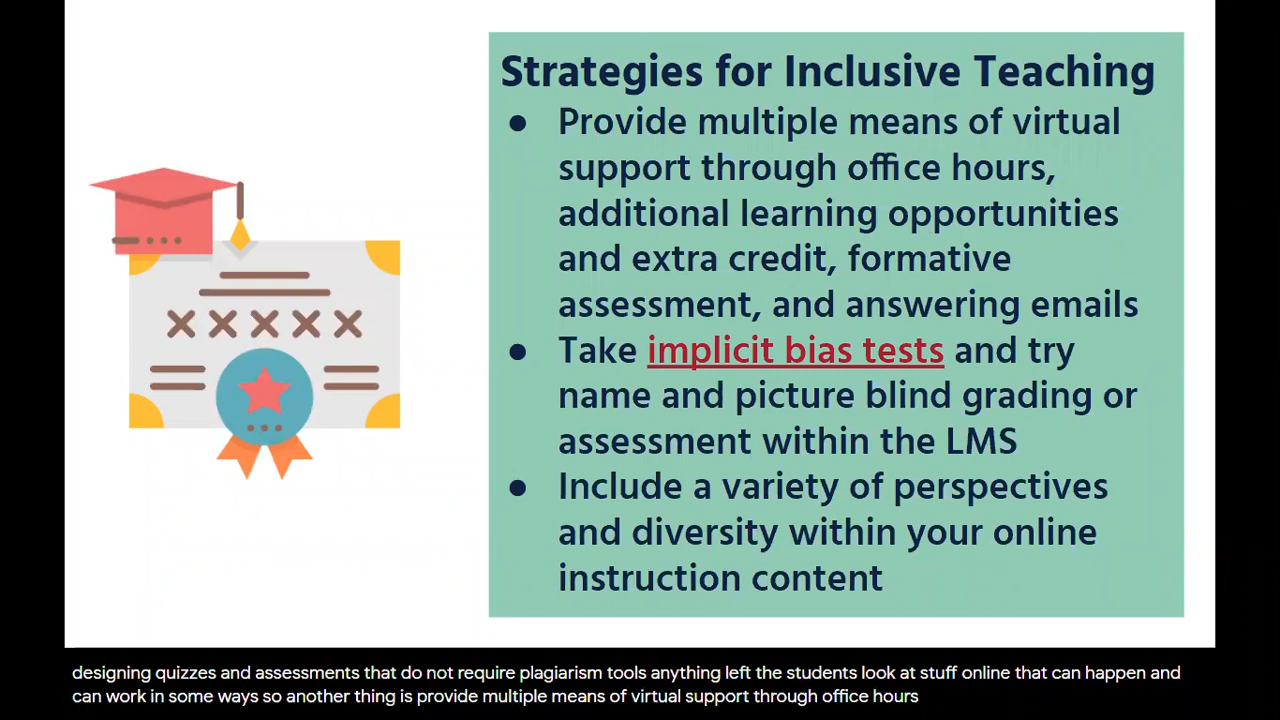 Strategies for Inclusive Teaching
● Provide multiple means of virtual
support through office hours,
additional learning opportunities
and extra credit, formative
assessment, and answering emails
● Take implicit bias tests and try
name and picture blind grading or
assessment within the LMS
● Include a variety of perspectives
and diversity within your online
instruction content
designing quizzes and assessments that do not require plagiarism tools anything left the students look at stuff online that can happen and
can work in some ways so another thing is provide multiple means of virtual support through office hours